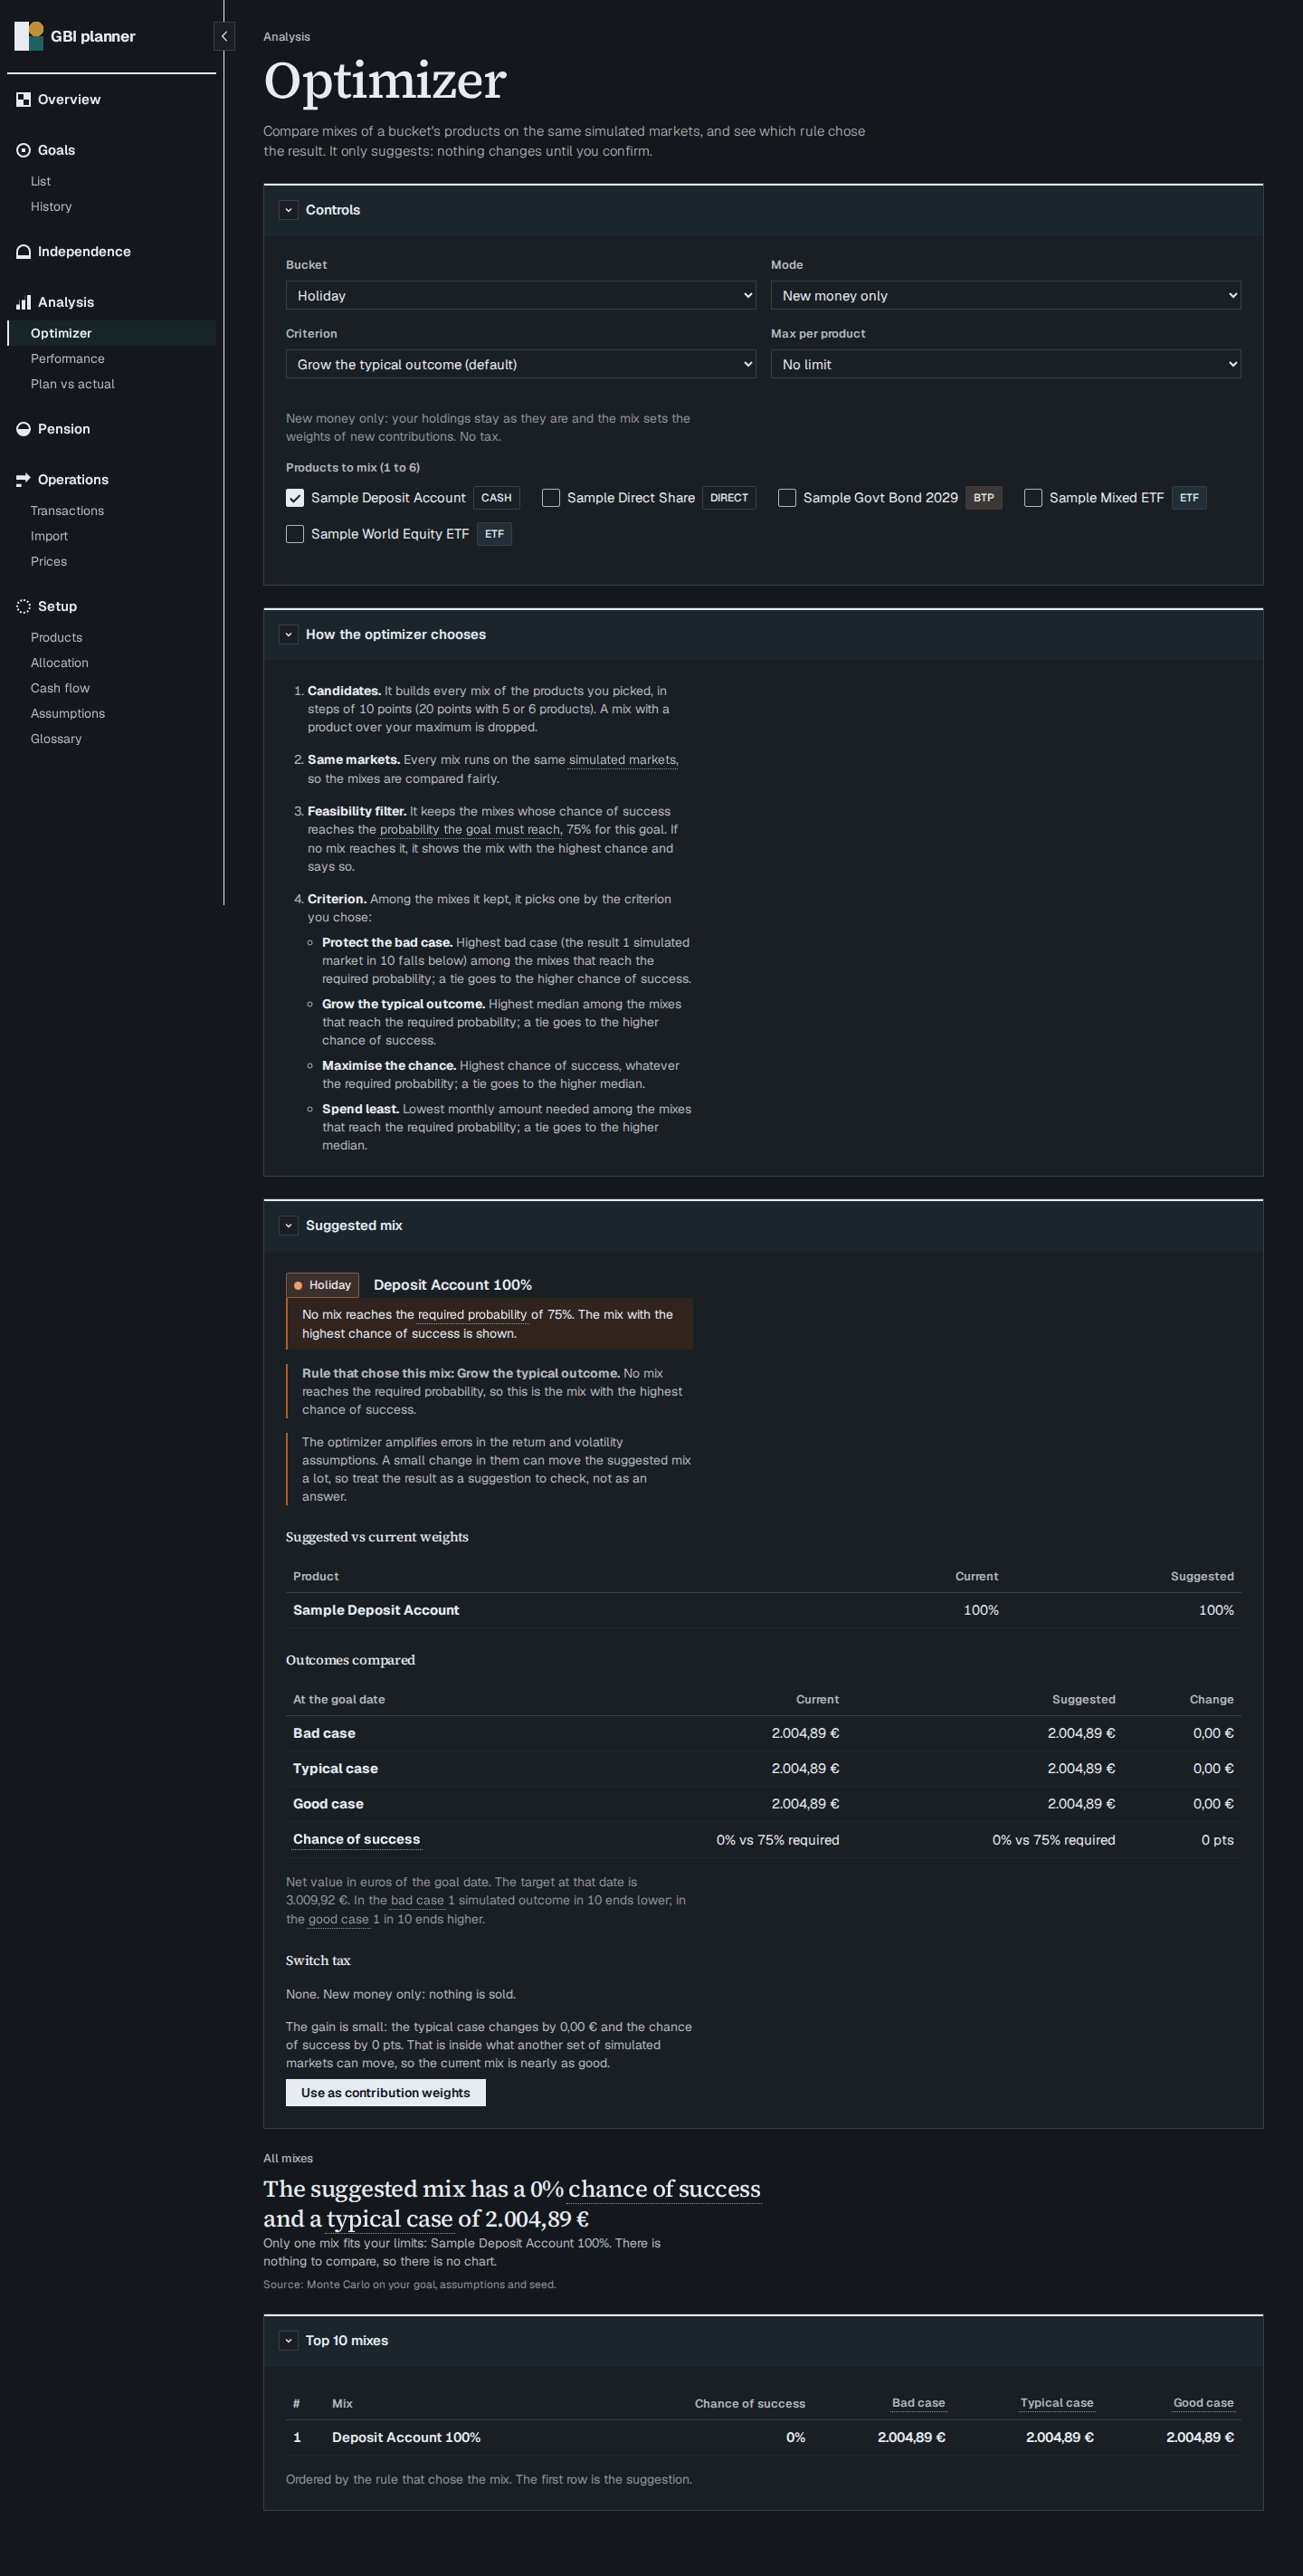 GBI planner
Overview
Goals
List
History
Independence
Analysis
Optimizer
Performance
Plan vs actual
Pension
Operations
Transactions
Import
Prices
Setup
Products
Allocation
Cash flow
Assumptions
Glossary
Analysis
Optimizer
Compare mixes of a bucket's products on the same simulated markets, and see which rule chose
the result. It only suggests: nothing changes until you confirm.
Controls
Bucket
Mode
Holiday
New money only
Criterion
Max per product
Grow the typical outcome (default)
No limit
New money only: your holdings stay as they are and the mix sets the
weights of new contributions. No tax.
Products to mix (1 to 6)
Sample Deposit Account CASH Sample Direct Share DIRECT Sample Govt Bond 2029 BTP Sample Mixed ETF ETF
Sample World Equity ETF ETF
How the optimizer chooses
1. Candidates. It builds every mix of the products you picked, in
steps of 10 points (20 points with 5 or 6 products). A mix with a
product over your maximum is dropped.
2. Same markets. Every mix runs on the same simulated markets,
so the mixes are compared fairly.
3. Feasibility filter. It keeps the mixes whose chance of success
reaches the probability the goal must reach, 75% for this goal. If
no mix reaches it, it shows the mix with the highest chance and
says so.
4. Criterion. Among the mixes it kept, it picks one by the criterion
you chose:
Protect the bad case. Highest bad case (the result 1 simulated
market in 10 falls below) among the mixes that reach the
required probability; a tie goes to the higher chance of success.
Grow the typical outcome. Highest median among the mixes
that reach the required probability; a tie goes to the higher
chance of success.
Maximise the chance. Highest chance of success, whatever
the required probability; a tie goes to the higher median.
Spend least. Lowest monthly amount needed among the mixes
that reach the required probability; a tie goes to the higher
median.
Suggested mix
Holiday Deposit Account 100%
No mix reaches the required probability of 75%. The mix with the
highest chance of success is shown.
Rule that chose this mix: Grow the typical outcome. No mix
reaches the required probability, so this is the mix with the highest
chance of success.
The optimizer amplifies errors in the return and volatility
assumptions. A small change in them can move the suggested mix
a lot, so treat the result as a suggestion to check, not as an
answer.
Suggested vs current weights
Product Current Suggested
Sample Deposit Account 100% 100%
Outcomes compared
At the goal date Current Suggested Change
Bad case 2.004,89 € 2.004,89 € 0,00 €
Typical case 2.004,89 € 2.004,89 € 0,00 €
Good case 2.004,89 € 2.004,89 € 0,00 €
Chance of success 0% vs 75% required 0% vs 75% required 0 pts
Net value in euros of the goal date. The target at that date is
3.009,92 €. In the bad case 1 simulated outcome in 10 ends lower; in
the good case 1 in 10 ends higher.
Switch tax
None. New money only: nothing is sold.
The gain is small: the typical case changes by 0,00 € and the chance
of success by 0 pts. That is inside what another set of simulated
markets can move, so the current mix is nearly as good.
Use as contribution weights
All mixes
The suggested mix has a 0% chance of success
and a typical case of 2.004,89 €
Only one mix fits your limits: Sample Deposit Account 100%. There is
nothing to compare, so there is no chart.
Source: Monte Carlo on your goal, assumptions and seed.
Top 10 mixes
# Mix Chance of success Bad case Typical case Good case
1 Deposit Account 100% 0% 2.004,89 € 2.004,89 € 2.004,89 €
Ordered by the rule that chose the mix. The first row is the suggestion.